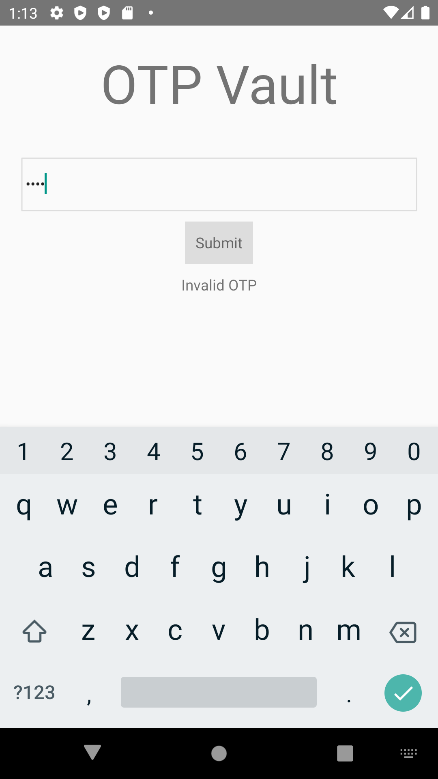 1:13
OTP Vault
••••
Submit
Invalid OTP
1 2 3 4 5 6 7 8 9 0
q w e r t y u i o p
a s d f g h j k l
z x c v b n m
?123 , .